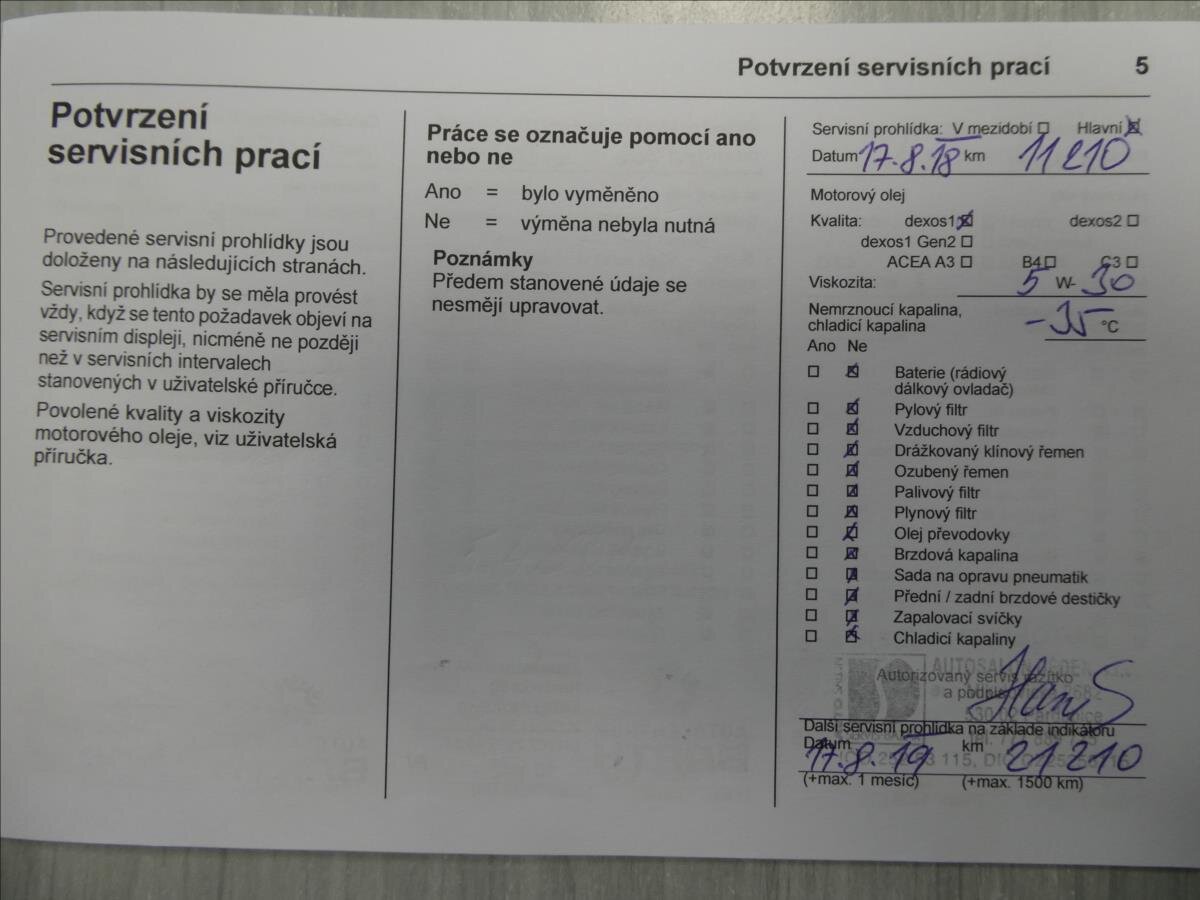 Potvrzení servisních prací 5
Potvrzení
servisních prací
Provedené servisní prohlídky jsou
doloženy na následujících stranách.
Servisní prohlídka by se měla provést
vždy, když se tento požadavek objeví na
servisním displeji, nicméně ne později
než v servisních intervalech
stanovených v uživatelské příručce.
Povolené kvality a viskozity
motorového oleje, viz uživatelská
příručka.
Práce se označuje pomocí ano
nebo ne
Ano = bylo vyměněno
Ne = výměna nebyla nutná
Poznámky
Předem stanovené údaje se
nesmějí upravovat.
Servisní prohlídka: V mezidobí Hlavní
Datum 17.8.18 km 11210
Motorový olej
Kvalita: dexos1 dexos2
dexos1 Gen2
ACEA A3 B4 C3
Viskozita: 5 W- 30
Nemrznoucí kapalina,
chladicí kapalina -35 °C
Ano Ne
Baterie (rádiový
dálkový ovladač)
Pylový filtr
Vzduchový filtr
Drážkovaný klínový řemen
Ozubený řemen
Palivový filtr
Plynový filtr
Olej převodovky
Brzdová kapalina
Sada na opravu pneumatik
Přední / zadní brzdové destičky
Zapalovací svíčky
Chladicí kapaliny
AUTOSALON
Autorizovaný servis razítko
a podpis
Další servisní prohlídka na základě indikátoru
Datum 17.8.19 km 21210
(+max. 1 měsíc) (+max. 1500 km)